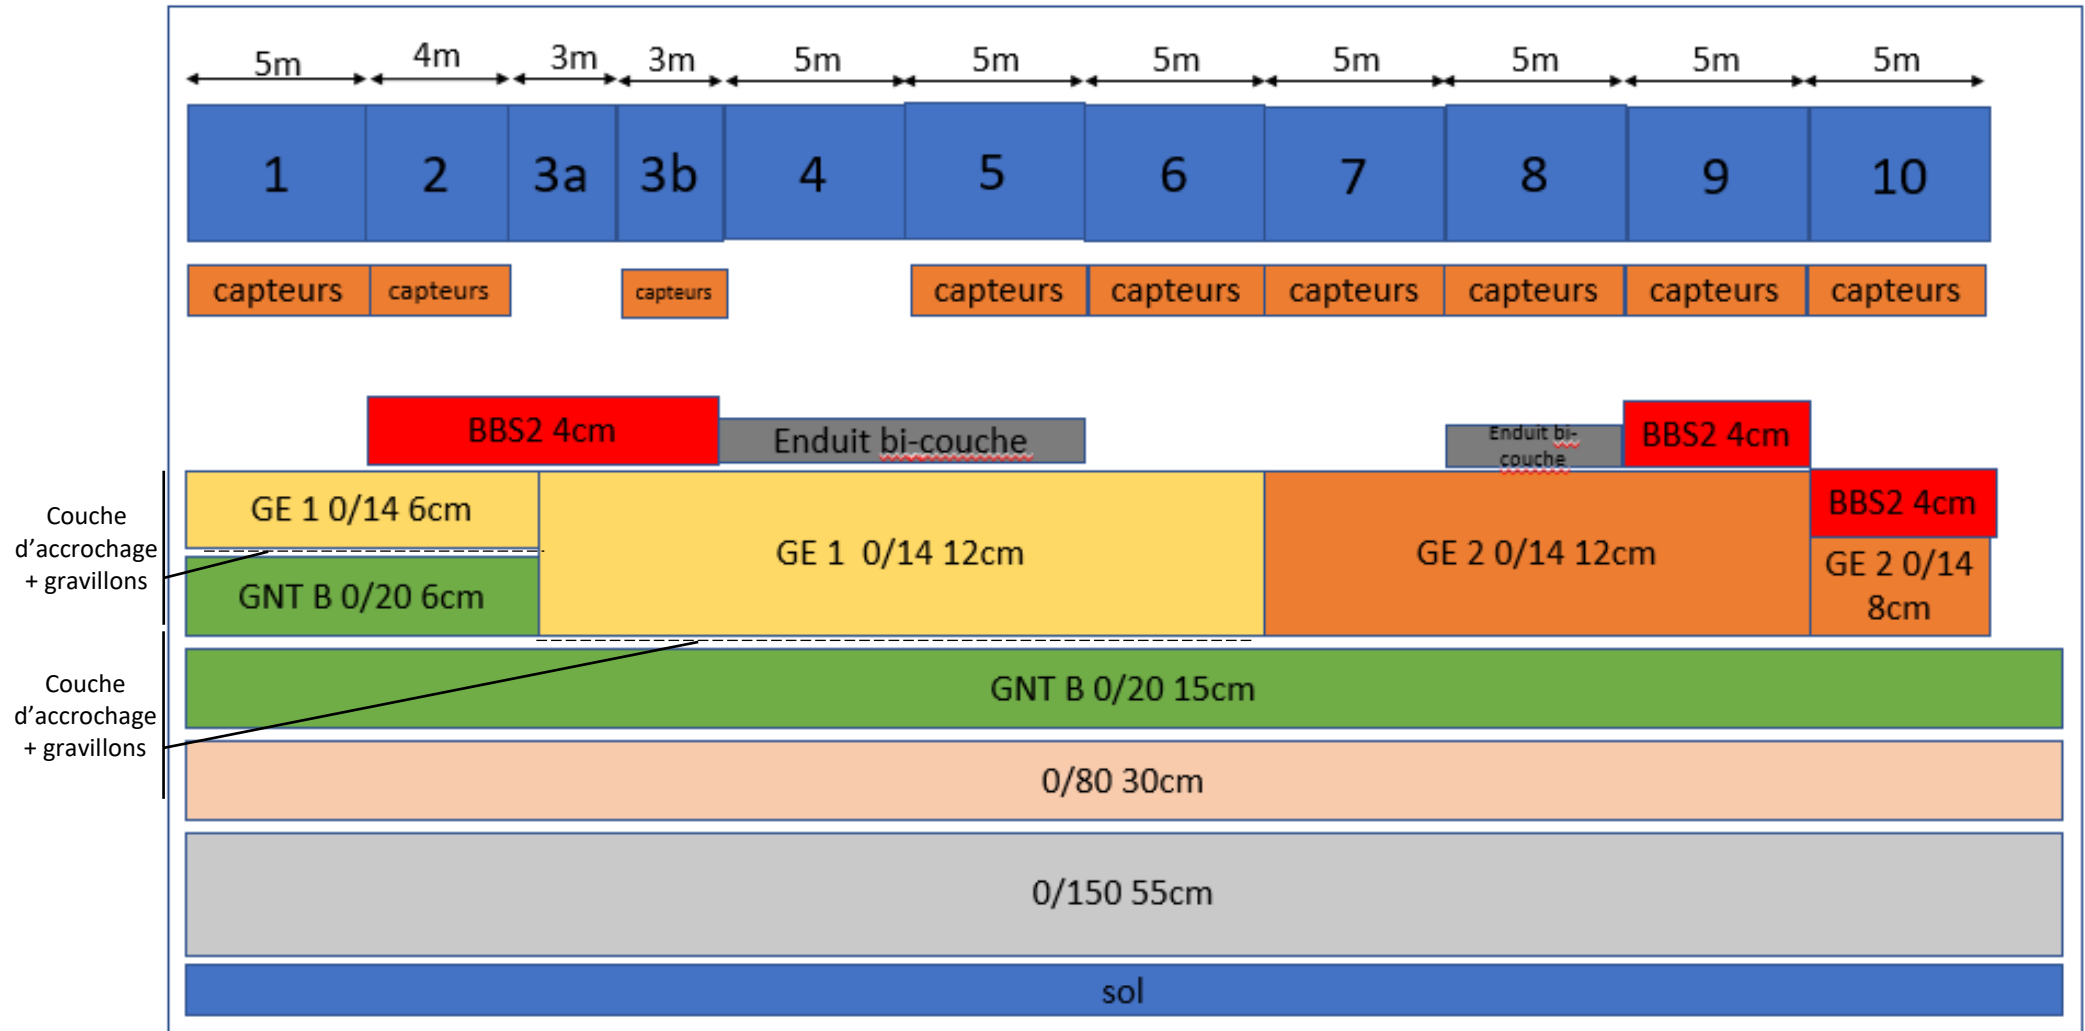 5m 4m 3m 3m 5m 5m 5m 5m 5m 5m 5m
1 2 3a 3b 4 5 6 7 8 9 10
capteurs capteurs capteurs capteurs capteurs capteurs capteurs capteurs capteurs
BBS2 4cm
Enduit bi-couche
Enduit bi-
couche
BBS2 4cm
Couche
d'accrochage
+ gravillons
GE 1 0/14 6cm
GNT B 0/20 6cm
GE 1 0/14 12cm
GE 2 0/14 12cm
BBS2 4cm
GE 2 0/14
8cm
Couche
d'accrochage
+ gravillons
GNT B 0/20 15cm
0/80 30cm
0/150 55cm
sol